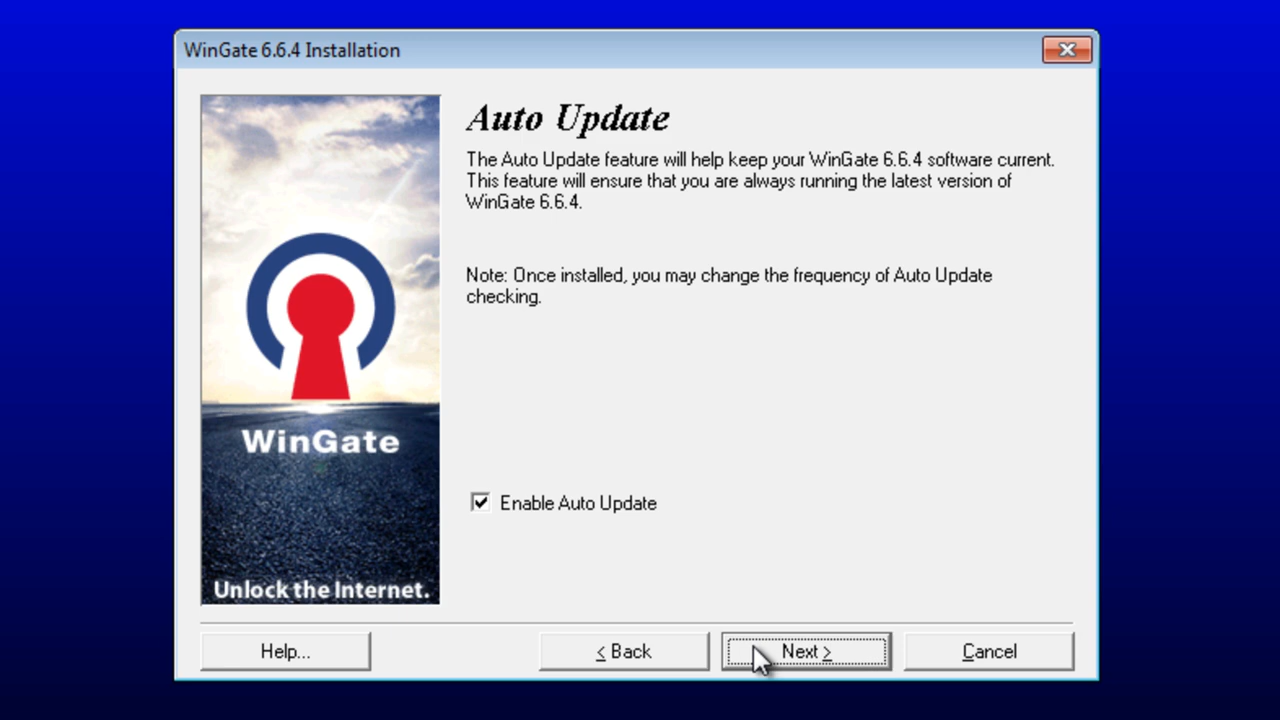 WinGate 6.6.4 Installation
Auto Update
The Auto Update feature will help keep your WinGate 6.6.4 software current.
This feature will ensure that you are always running the latest version of
WinGate 6.6.4.
Note: Once installed, you may change the frequency of Auto Update
checking.
WinGate
Enable Auto Update
Unlock the Internet.
Help...
< Back
Next >
Cancel